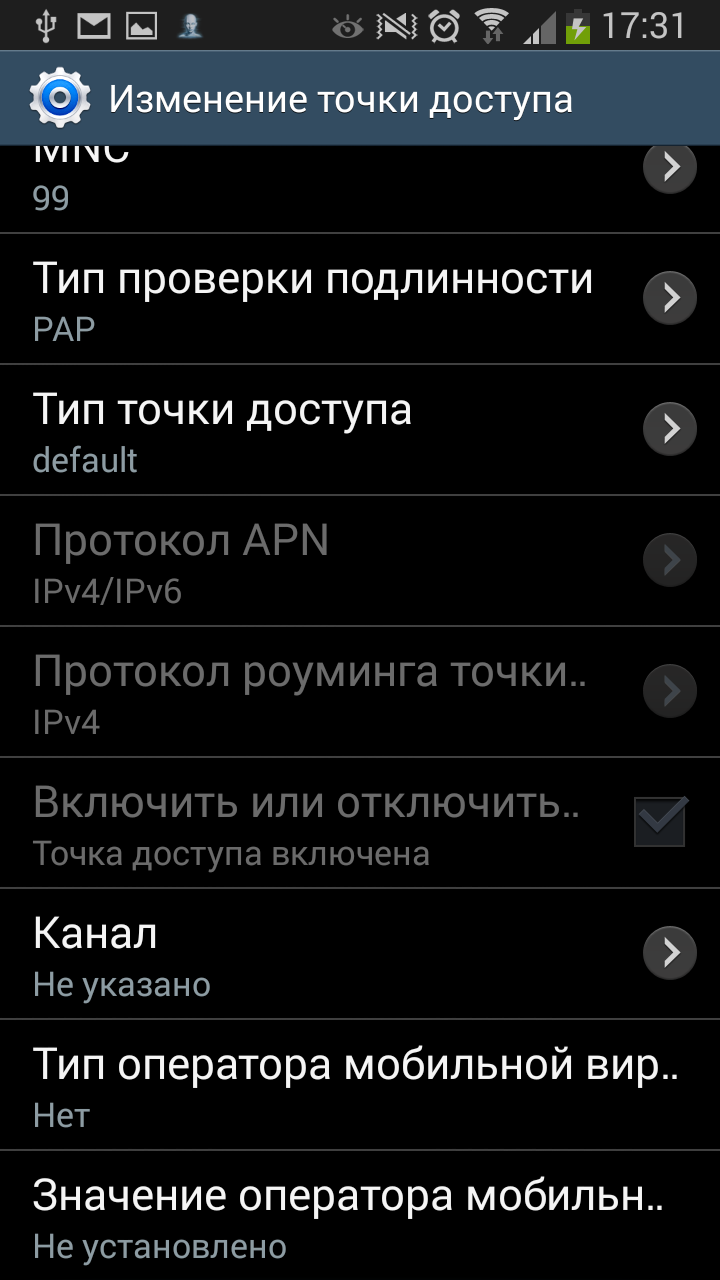 17:31
Изменение точки доступа
MNC
99
Тип проверки подлинности
PAP
Тип точки доступа
default
Протокол APN
IPv4/IPv6
Протокол роуминга точки..
IPv4
Включить или отключить..
Точка доступа включена
Канал
Не указано
Тип оператора мобильной вир..
Нет
Значение оператора мобильн..
Не установлено